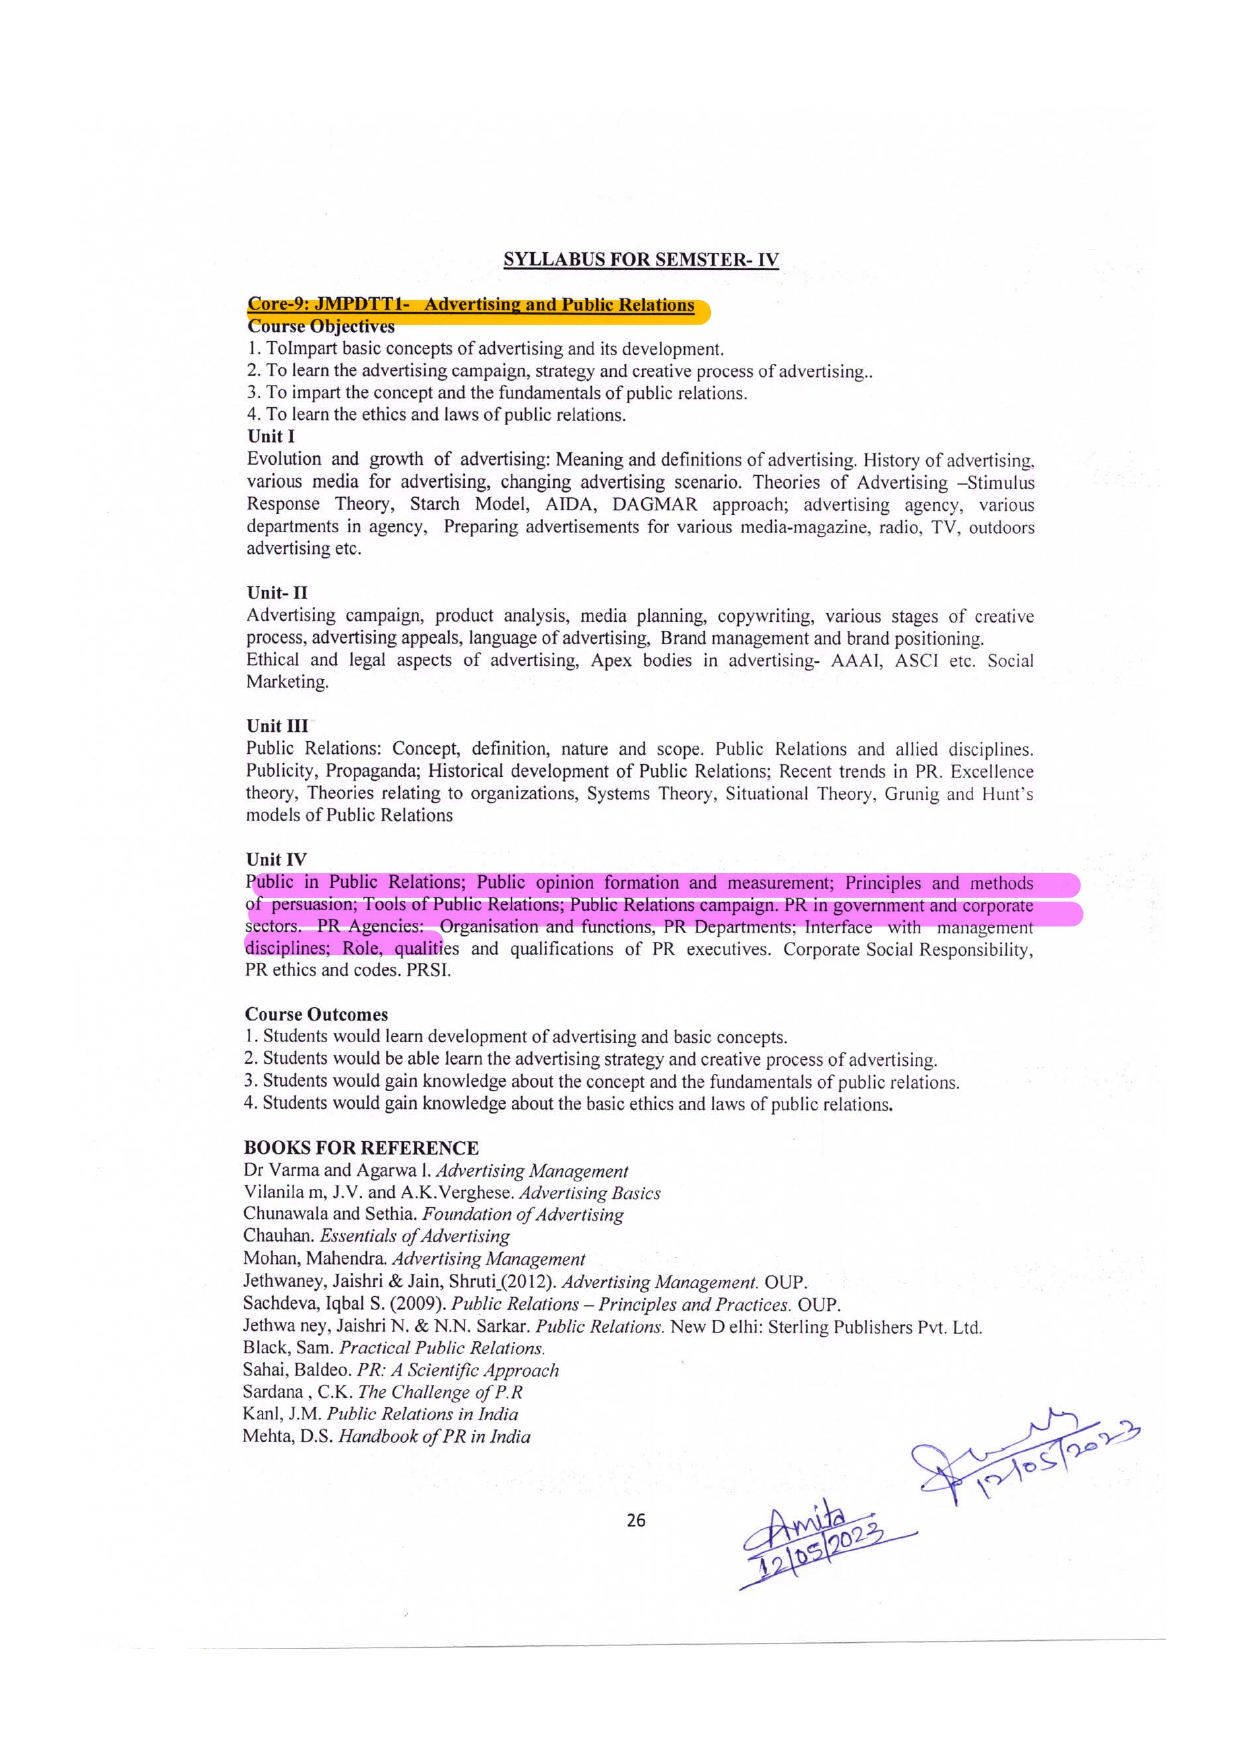 SYLLABUS FOR SEMSTER- IV
Core-9: JMPDTT1- Advertising and Public Relations
Course Objectives
1. ToImpart basic concepts of advertising and its development.
2. To learn the advertising campaign, strategy and creative process of advertising..
3. To impart the concept and the fundamentals of public relations.
4. To learn the ethics and laws of public relations.
Unit I
Evolution and growth of advertising: Meaning and definitions of advertising. History of advertising,
various media for advertising, changing advertising scenario. Theories of Advertising –Stimulus
Response Theory, Starch Model, AIDA, DAGMAR approach; advertising agency, various
departments in agency, Preparing advertisements for various media-magazine, radio, TV, outdoors
advertising etc.
Unit- II
Advertising campaign, product analysis, media planning, copywriting, various stages of creative
process, advertising appeals, language of advertising, Brand management and brand positioning.
Ethical and legal aspects of advertising, Apex bodies in advertising- AAAI, ASCI etc. Social
Marketing.
Unit III
Public Relations: Concept, definition, nature and scope. Public Relations and allied disciplines.
Publicity, Propaganda; Historical development of Public Relations; Recent trends in PR. Excellence
theory, Theories relating to organizations, Systems Theory, Situational Theory, Grunig and Hunt's
models of Public Relations
Unit IV
Public in Public Relations; Public opinion formation and measurement; Principles and methods
of persuasion; Tools of Public Relations; Public Relations campaign. PR in government and corporate
sectors. PR Agencies: Organisation and functions, PR Departments; Interface with management
disciplines; Role, qualities and qualifications of PR executives. Corporate Social Responsibility,
PR ethics and codes. PRSI.
Course Outcomes
1. Students would learn development of advertising and basic concepts.
2. Students would be able learn the advertising strategy and creative process of advertising.
3. Students would gain knowledge about the concept and the fundamentals of public relations.
4. Students would gain knowledge about the basic ethics and laws of public relations.
BOOKS FOR REFERENCE
Dr Varma and Agarwa l. Advertising Management
Vilanila m, J.V. and A.K.Verghese. Advertising Basics
Chunawala and Sethia. Foundation of Advertising
Chauhan. Essentials of Advertising
Mohan, Mahendra. Advertising Management
Jethwaney, Jaishri & Jain, Shruti (2012). Advertising Management. OUP.
Sachdeva, Iqbal S. (2009). Public Relations – Principles and Practices. OUP.
Jethwa ney, Jaishri N. & N.N. Sarkar. Public Relations. New D elhi: Sterling Publishers Pvt. Ltd.
Black, Sam. Practical Public Relations.
Sahai, Baldeo. PR: A Scientific Approach
Sardana , C.K. The Challenge of P.R
Kanl, J.M. Public Relations in India
Mehta, D.S. Handbook of PR in India
12/05/2023
26
Amita
12/05/2023